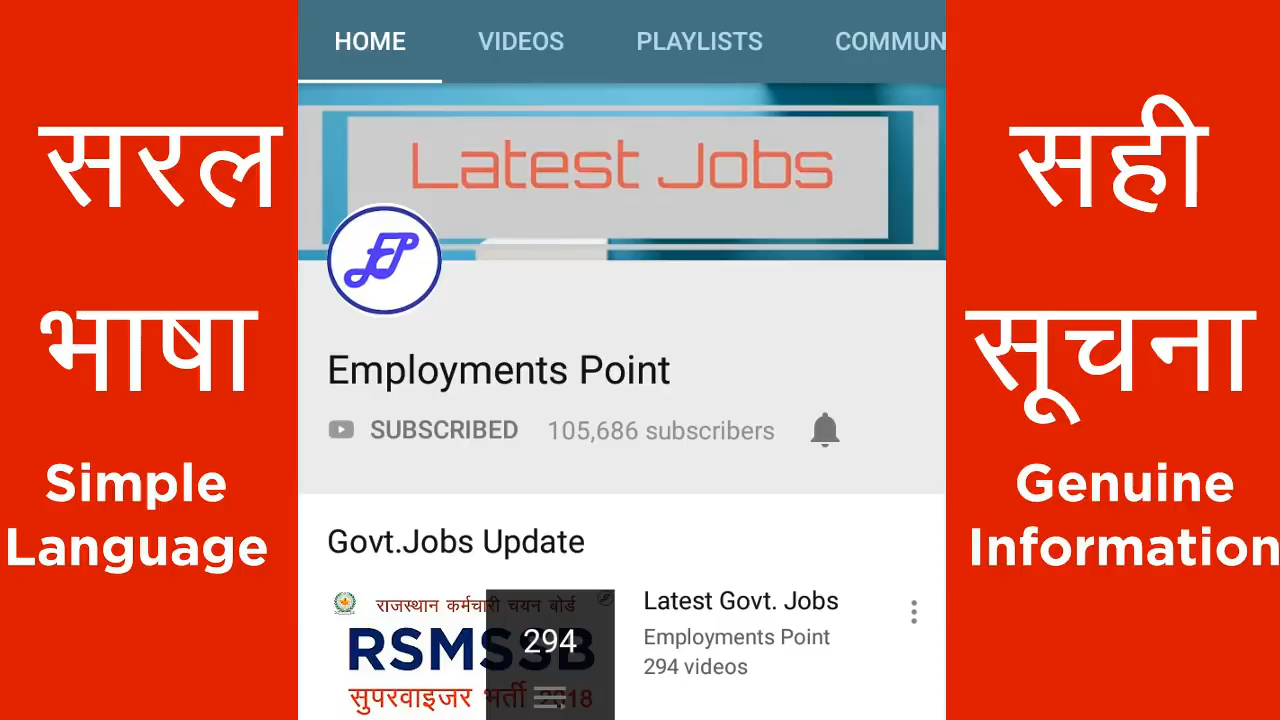 सरल
भाषा
Simple
Language
HOME
VIDEOS
PLAYLISTS
COMMUN
Latest Jobs
EP
Employments Point
SUBSCRIBED
105,686 subscribers
Govt.Jobs Update
राजस्थान कर्मचारी चयन बोर्ड
RSMSSB
सुपरवाइजर भर्ती 2018
294
Latest Govt. Jobs
Employments Point
294 videos
सही
सूचना
Genuine
Information